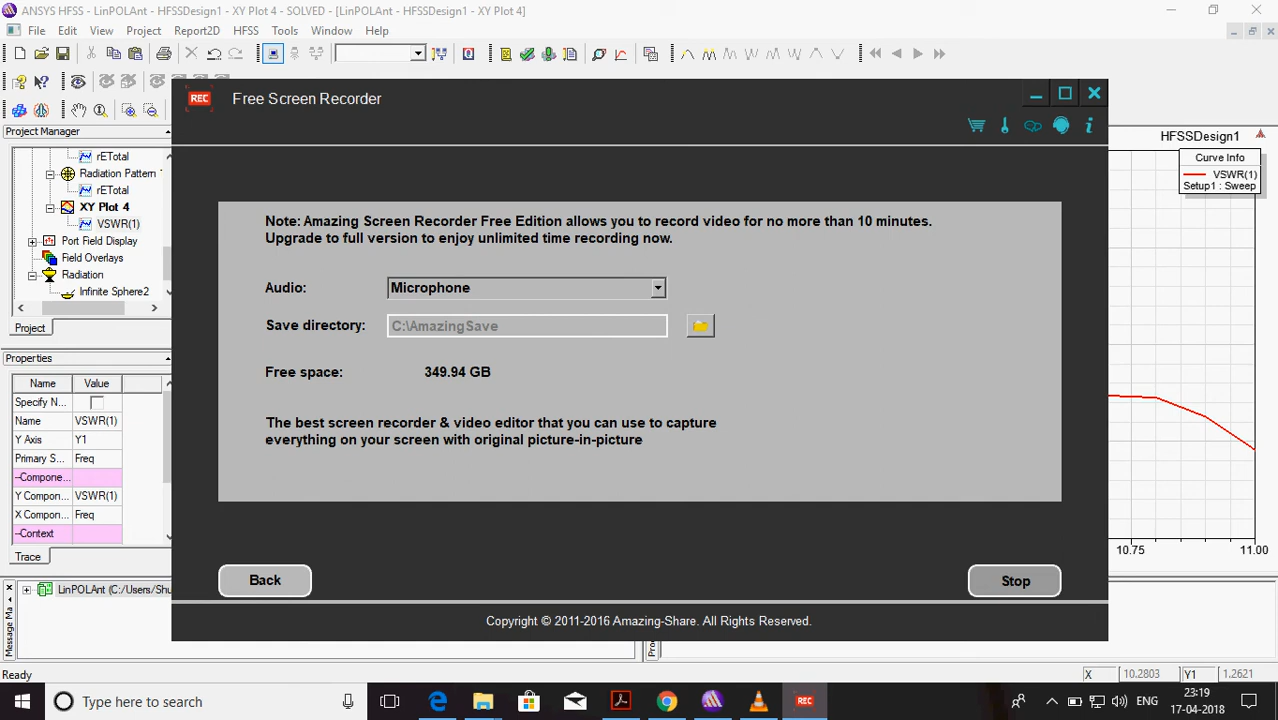 ANSYS HFSS - LinPOLAnt - HFSSDesign1 - XY Plot 4 - SOLVED - [LinPOLAnt - HFSSDesign1 - XY Plot 4]
File Edit View Project Report2D HFSS Tools Window Help
REC Free Screen Recorder
Project Manager
HFSSDesign1
rETotal
Curve Info
Radiation Pattern
VSWR(1)
Setup1 : Sweep
rETotal
XY Plot 4
VSWR(1)
Port Field Display
Field Overlays
Radiation
Infinite Sphere2
Project
Note: Amazing Screen Recorder Free Edition allows you to record video for no more than 10 minutes.
Upgrade to full version to enjoy unlimited time recording now.
Audio: Microphone
Save directory: C:\AmazingSave
Free space: 349.94 GB
The best screen recorder & video editor that you can use to capture
everything on your screen with original picture-in-picture
Properties
Name Value
Specify N...
Name VSWR(1)
Y Axis Y1
Primary S... Freq
-Compone...
Y Compon... VSWR(1)
X Compon... Freq
-Context
Trace
10.75 11.00
Back Stop
LinPOLAnt (C:/Users/Shu
Message Ma
Copyright © 2011-2016 Amazing-Share. All Rights Reserved.
Ready X 10.2803 Y1 1.2621
Type here to search
REC
ENG
23:19
17-04-2018